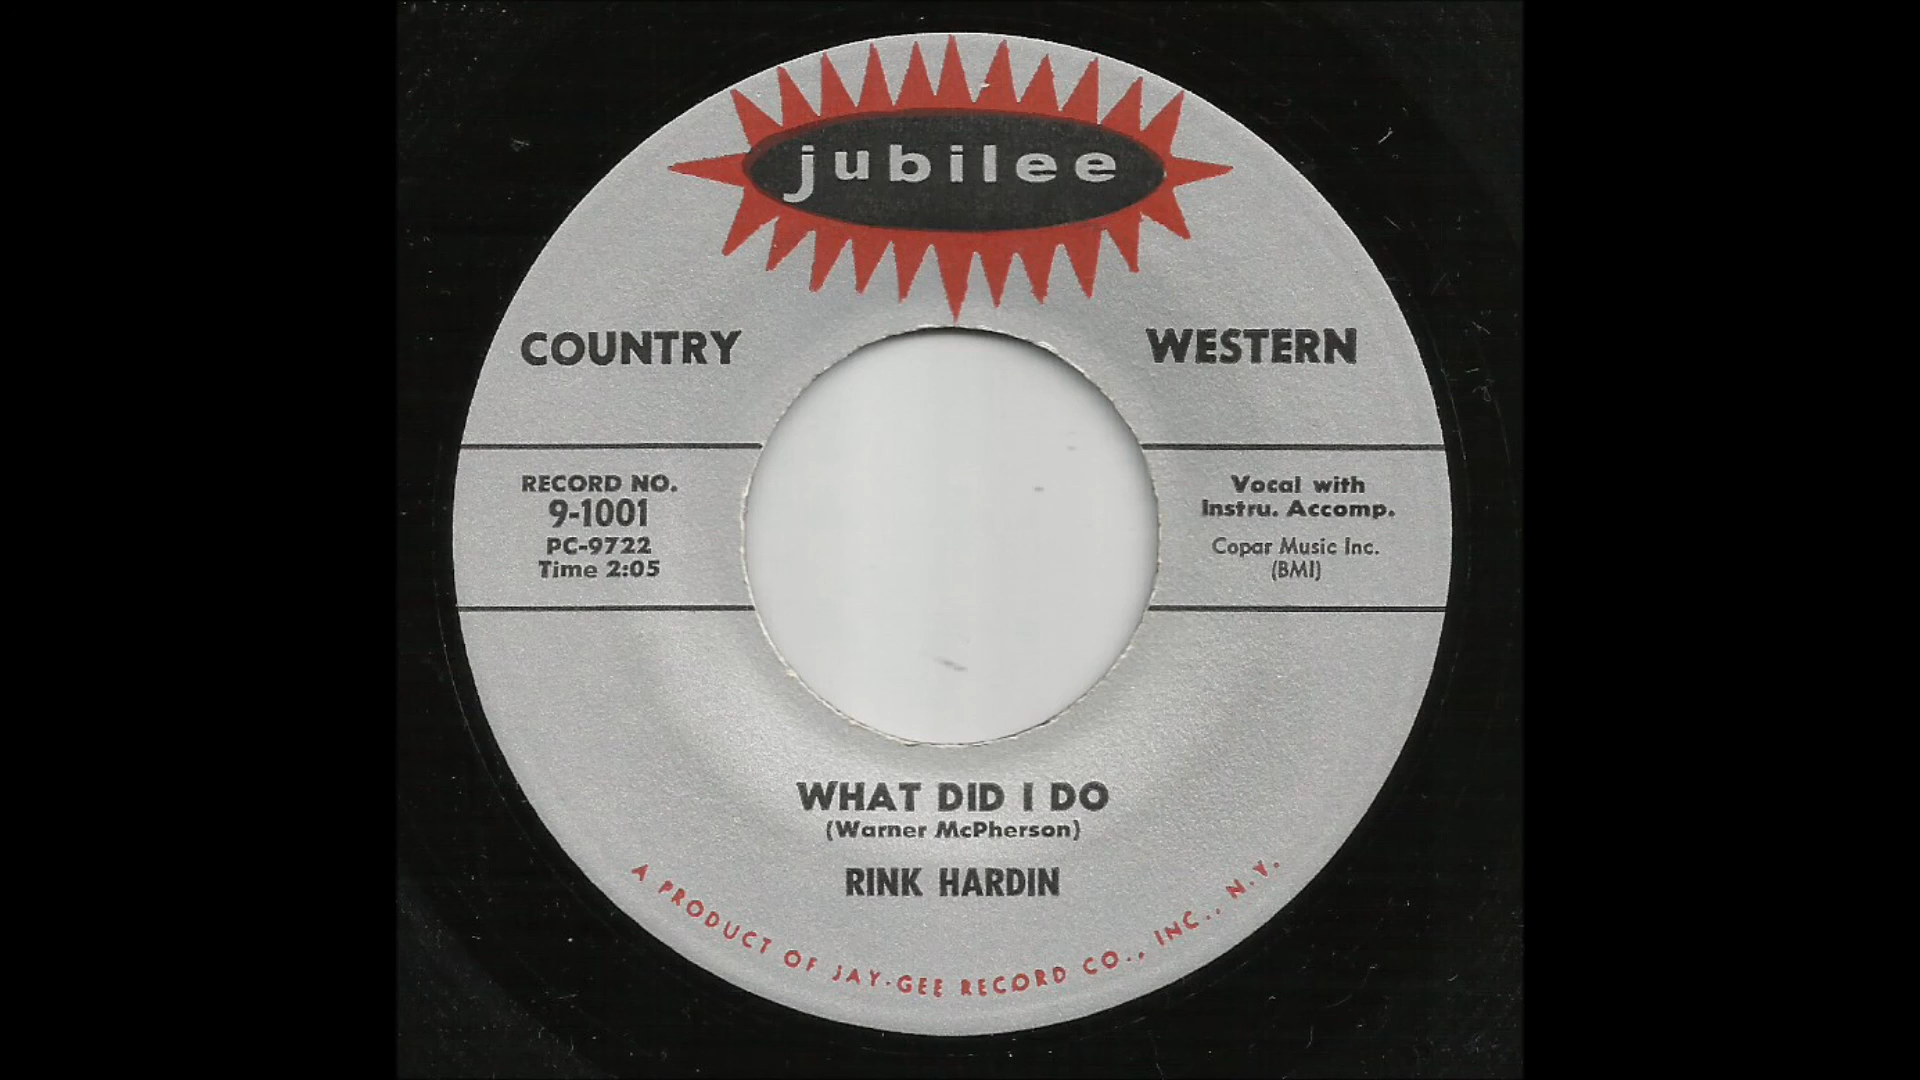 jubilee
COUNTRY
WESTERN
RECORD NO.
9-1001
PC-9722
Time 2:05
Vocal with
Instru. Accomp.
Copar Music Inc.
(BMI)
WHAT DID I DO
(Warner McPherson)
RINK HARDIN
A PRODUCT OF JAY-GEE RECORD CO., INC., N.Y.